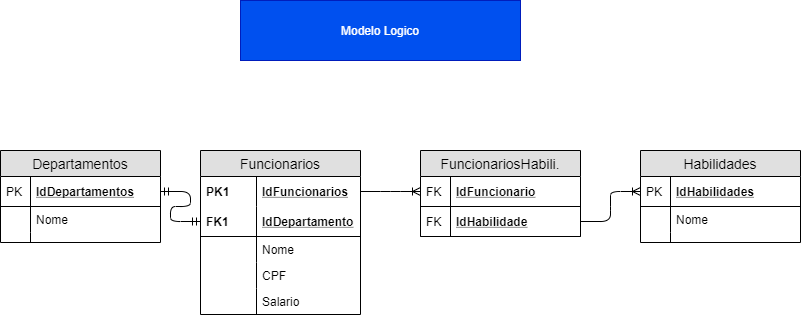 Modelo Logico
Departamentos
PK IdDepartamentos
Nome
Funcionarios
PK1 IdFuncionarios
FK1 IdDepartamento
Nome
CPF
Salario
FuncionariosHabili.
FK IdFuncionario
FK IdHabilidade
Habilidades
PK IdHabilidades
Nome